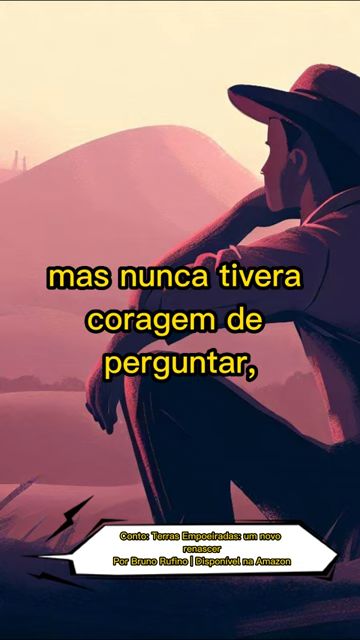 mas nunca tivera
coragem de
perguntar,
Conto: Terras Empoeiradas: um novo
renascer
Por Bruno Rufino | Disponível na Amazon